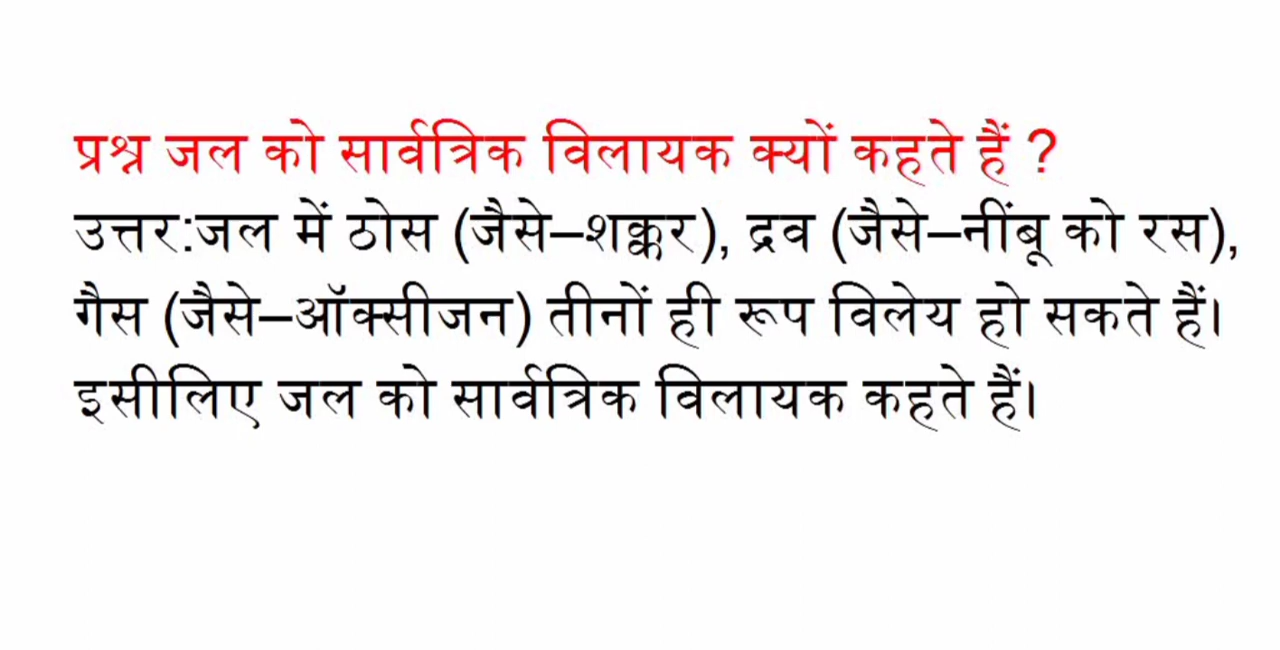 प्रश्न जल को सार्वत्रिक विलायक क्यों कहते हैं ?
उत्तर:जल में ठोस (जैसे–शक्कर), द्रव (जैसे–नींबू को रस),
गैस (जैसे–ऑक्सीजन) तीनों ही रूप विलेय हो सकते हैं।
इसीलिए जल को सार्वत्रिक विलायक कहते हैं।